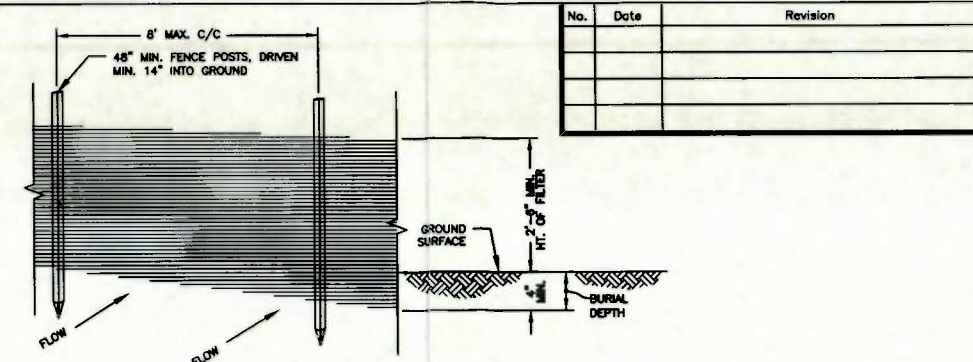 8' MAX. C/C
48" MIN. FENCE POSTS, DRIVEN
MIN. 14" INTO GROUND
No. Date Revision
2'-6" MIN.
HT. OF FILTER
GROUND
SURFACE
4"
MIN.
BURIAL
DEPTH
FLOW
FLOW